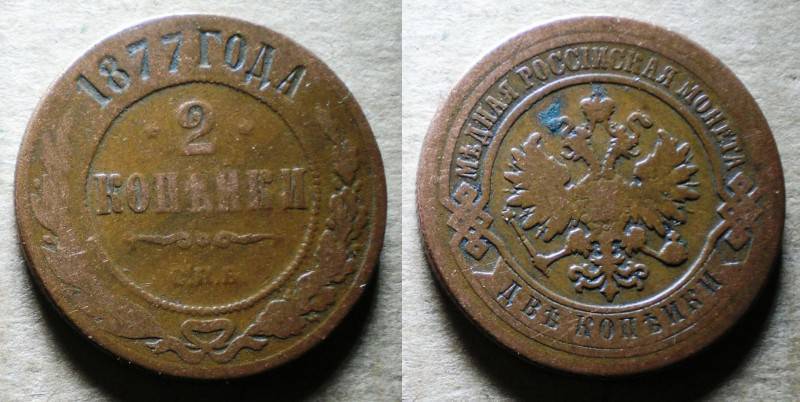 1877 ГОДА
· 2 ·
КОПѢЙКИ
С.П.Б.
МѢДНАЯ РОССІЙСКАЯ МОНЕТА
ДВѢ КОПѢЙКИ